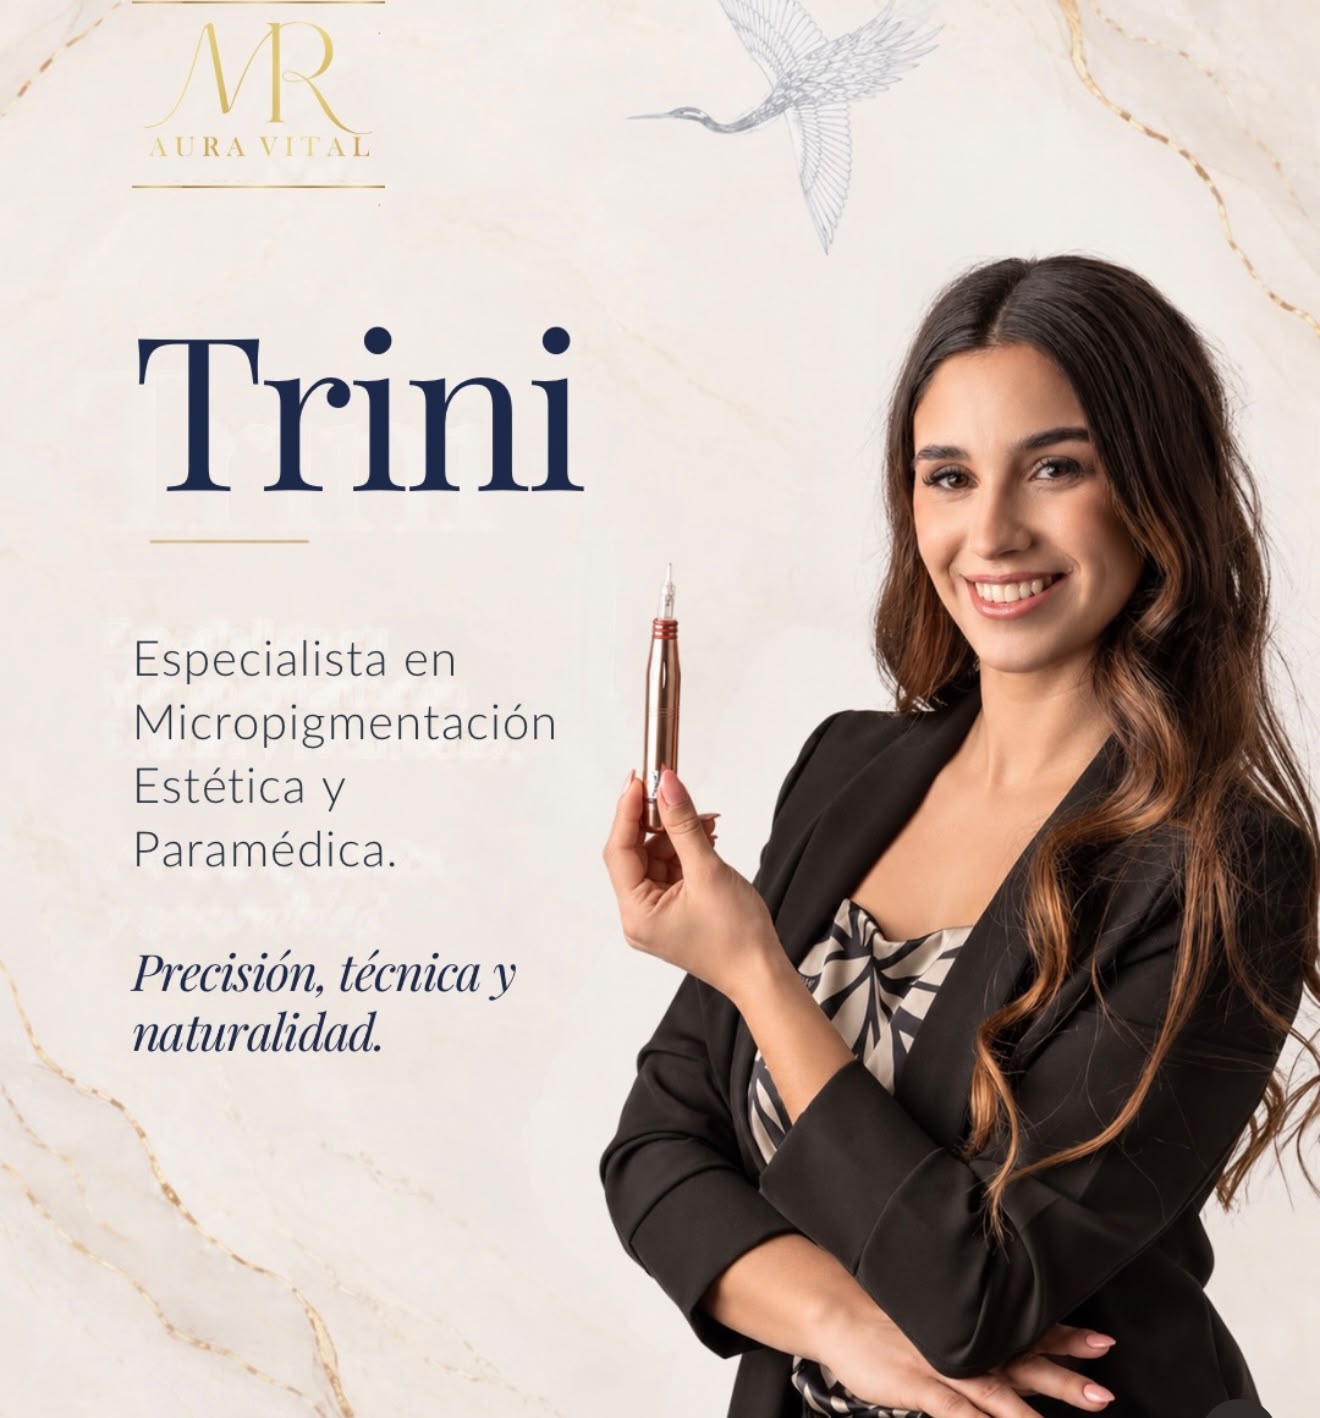 MR
AURA VITAL
Trini
Especialista en
Micropigmentación
Estética y
Paramédica.
Precisión, técnica y
naturalidad.